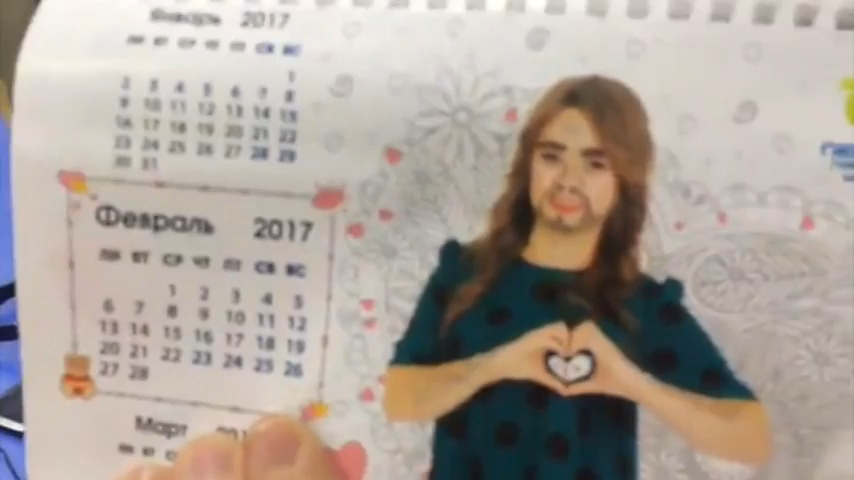 Январь 2017
пн вт ср чт пт сб вс
1
2 3 4 5 6 7 8
9 10 11 12 13 14 15
16 17 18 19 20 21 22
23 24 25 26 27 28 29
30 31
Февраль 2017
пн вт ср чт пт сб вс
1 2 3 4 5
6 7 8 9 10 11 12
13 14 15 16 17 18 19
20 21 22 23 24 25 26
27 28
Март
пн вт